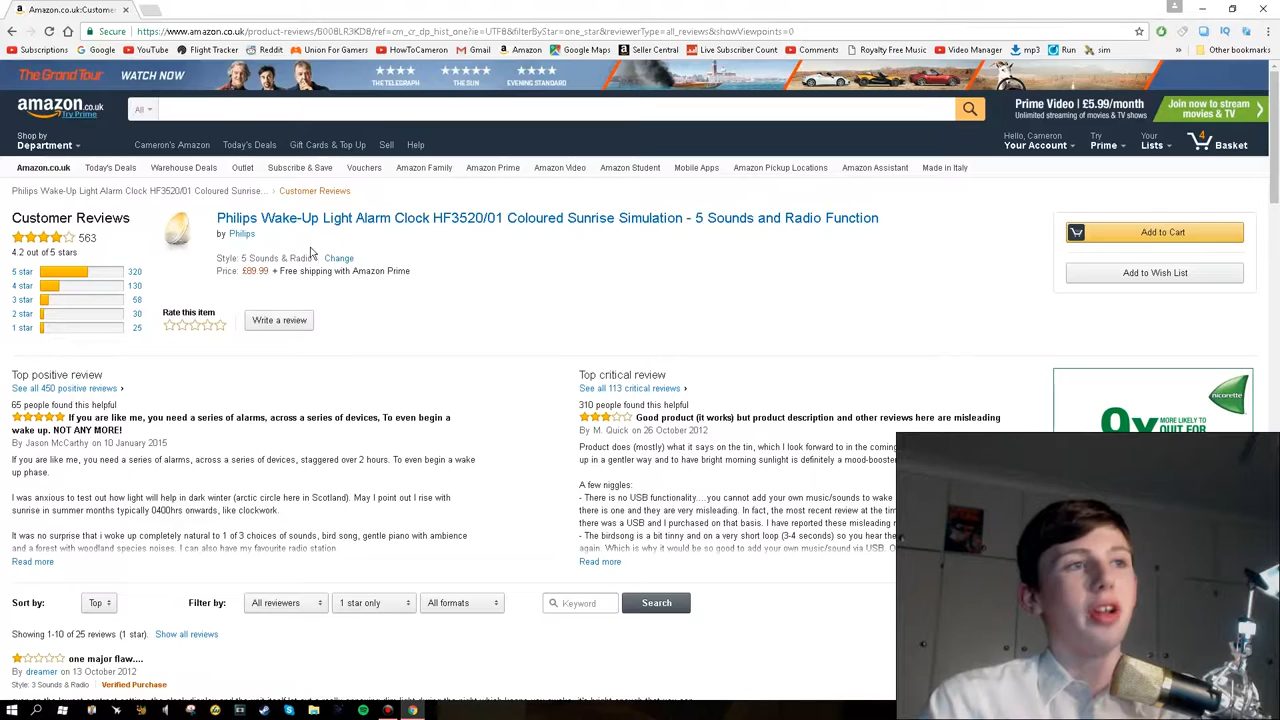 Amazon.co.uk:Customer
Secure
https://www.amazon.co.uk/product-reviews/B008LR3KD8/ref=cm_cr_dp_hist_one?ie=UTF8&filterByStar=one_star&reviewerType=all_reviews&showViewpoints=0
Subscriptions Google YouTube Flight Tracker Reddit Union For Gamers HowToCameron Gmail Amazon Google Maps Seller Central Live Subscriber Count Comments Royalty Free Music Video Manager mp3 Run sim Other bookmarks
THE GRAND TOUR WATCH NOW THE TELEGRAPH THE SUN EVENING STANDARD
amazon.co.uk
Try Prime
All
Prime Video | £5.99/month
Unlimited streaming of movies & TV shows
Join now to stream
movies & TV
Shop by
Department
Cameron's Amazon Today's Deals Gift Cards & Top Up Sell Help
Hello, Cameron
Your Account
Try
Prime
Your
Lists
4
Basket
Amazon.co.uk Today's Deals Warehouse Deals Outlet Subscribe & Save Vouchers Amazon Family Amazon Prime Amazon Video Amazon Student Mobile Apps Amazon Pickup Locations Amazon Assistant Made in Italy
Philips Wake-Up Light Alarm Clock HF3520/01 Coloured Sunrise... › Customer Reviews
Customer Reviews
563
4.2 out of 5 stars
5 star 320
4 star 130
3 star 58
2 star 30
1 star 25
Philips Wake-Up Light Alarm Clock HF3520/01 Coloured Sunrise Simulation - 5 Sounds and Radio Function
by Philips
Style: 5 Sounds & Radio Change
Price: £89.99 + Free shipping with Amazon Prime
Rate this item
Write a review
Add to Cart
Add to Wish List
Top positive review
See all 450 positive reviews ›
65 people found this helpful
If you are like me, you need a series of alarms, across a series of devices, To even begin a
wake up. NOT ANY MORE!
By Jason McCarthy on 10 January 2015
If you are like me, you need a series of alarms, across a series of devices, staggered over 2 hours. To even begin a wake
up phase.
I was anxious to test out how light will help in dark winter (arctic circle here in Scotland). May I point out I rise with
sunrise in summer months typically 0400hrs onwards, like clockwork.
It was no surprise that i woke up completely natural to 1 of 3 choices of sounds, bird song, gentle piano with ambience
and a forest with woodland species noises. I can also have my favourite radio station
Read more
Top critical review
See all 113 critical reviews ›
310 people found this helpful
Good product (it works) but product description and other reviews here are misleading
By M. Quick on 26 October 2012
Product does (mostly) what it says on the tin, which I look forward to in the coming
up in a gentler way and to have bright morning sunlight is definitely a mood-booster
A few niggles:
- There is no USB functionality....you cannot add your own music/sounds to wake
there is one and they are very misleading. In fact, the most recent review at the time
there was a USB and I purchased on that basis. I have reported these misleading
- The birdsong is a bit tinny and on a very short loop (3-4 seconds) so you hear the
again. Which is why it would be so good to add your own music/sound via USB.
Read more
nicorette
MORE LIKELY TO
QUIT FOR
Sort by: Top Filter by: All reviewers 1 star only All formats Keyword Search
Showing 1-10 of 25 reviews (1 star). Show all reviews
one major flaw....
By dreamer on 13 October 2012
Style: 3 Sounds & Radio Verified Purchase